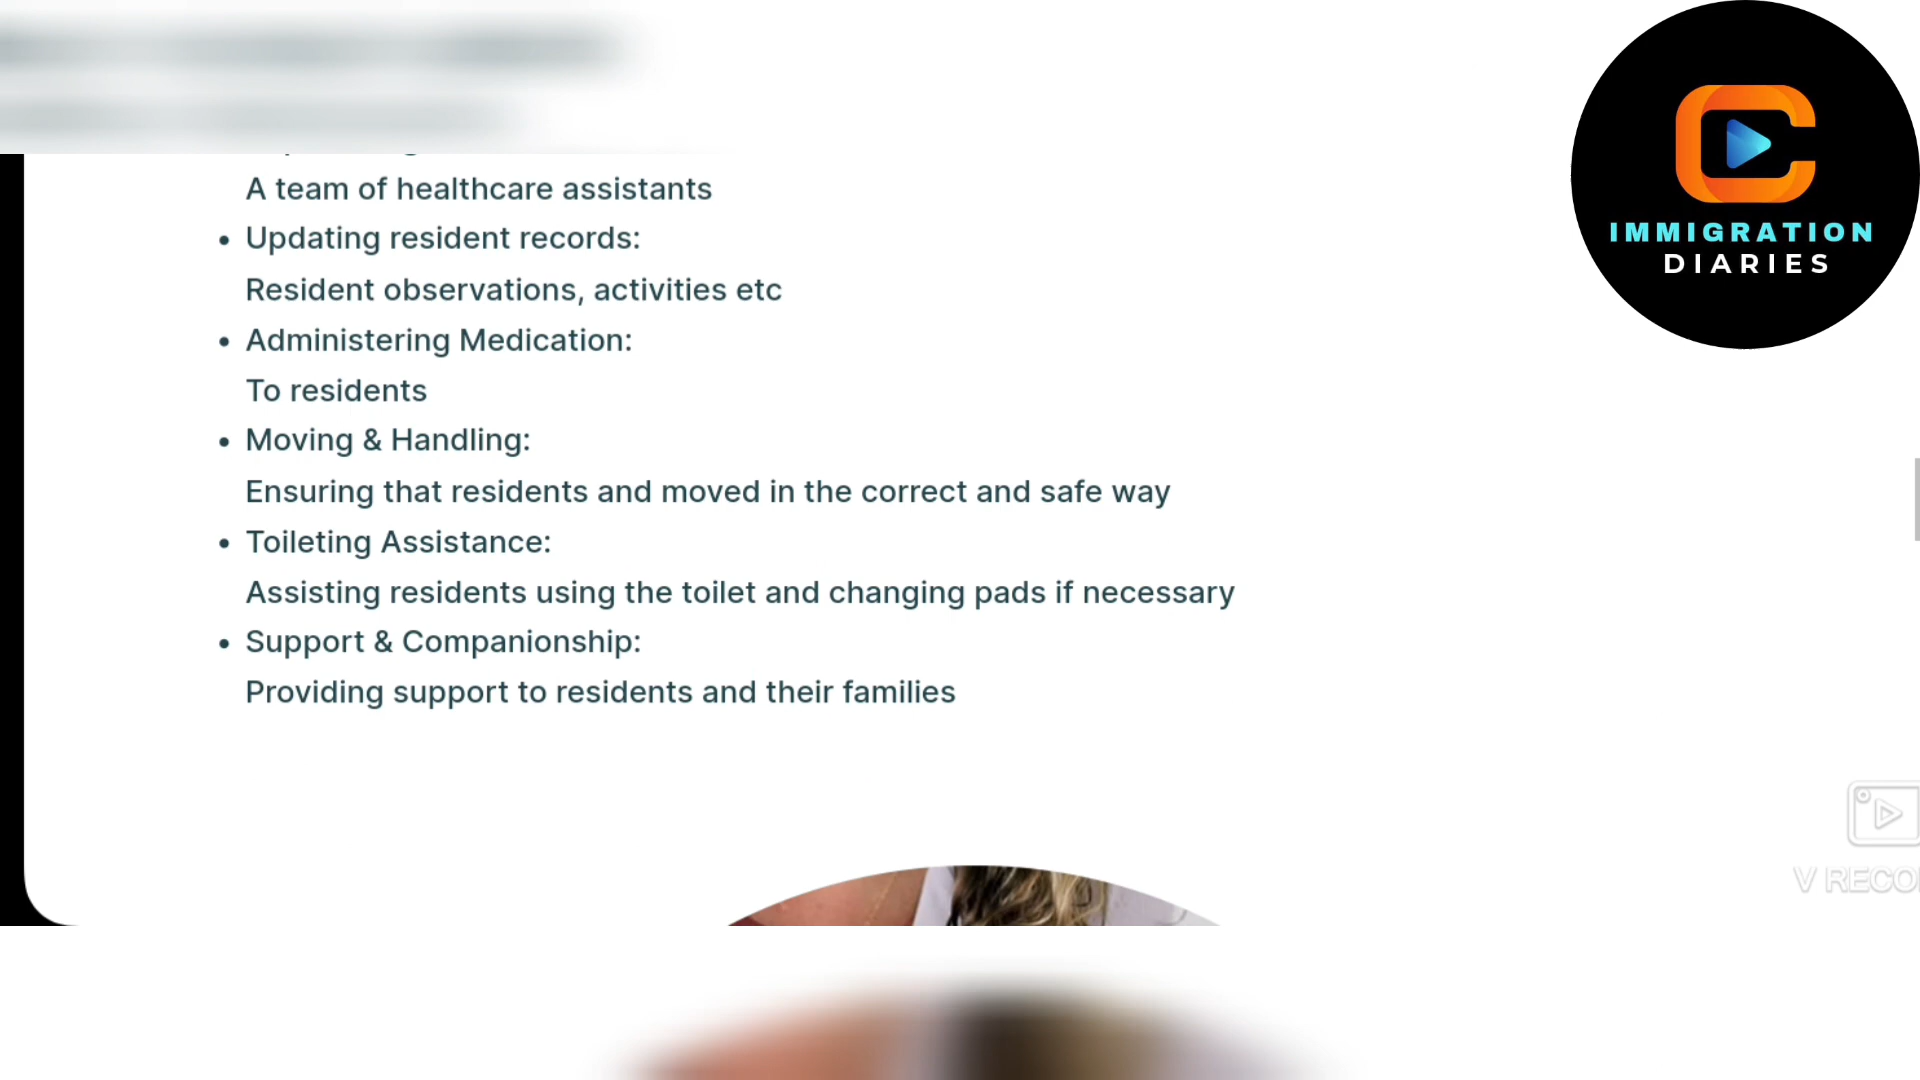 A team of healthcare assistants
• Updating resident records:
Resident observations, activities etc
• Administering Medication:
To residents
• Moving & Handling:
Ensuring that residents and moved in the correct and safe way
• Toileting Assistance:
Assisting residents using the toilet and changing pads if necessary
• Support & Companionship:
Providing support to residents and their families
IMMIGRATION
DIARIES
V RECO